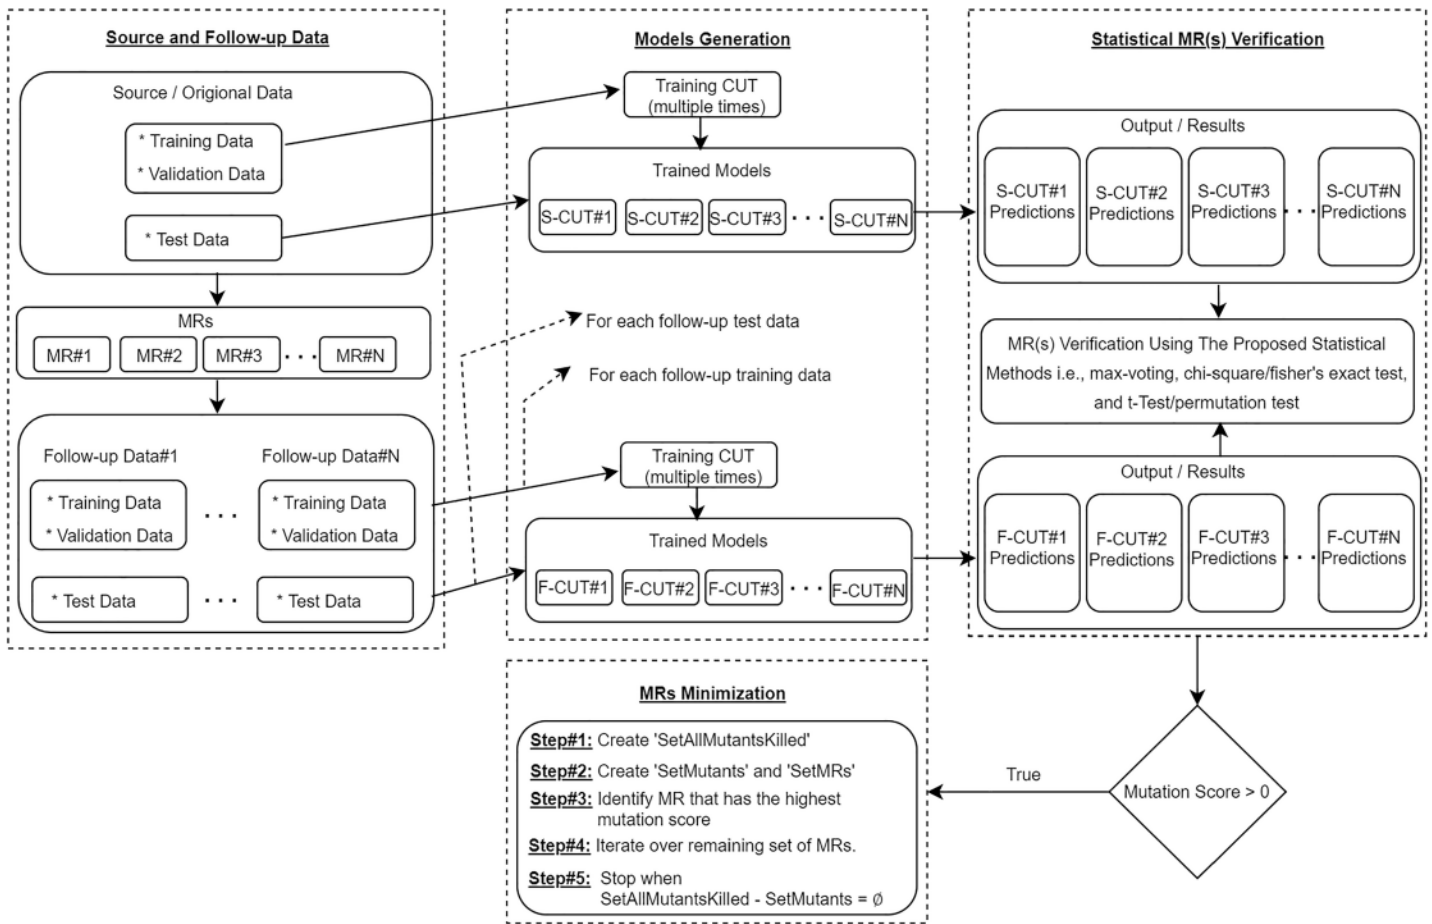 Source and Follow-up Data
Source / Origional Data
* Training Data
* Validation Data
* Test Data
MRs
MR#1 MR#2 MR#3 · · · MR#N
Follow-up Data#1 Follow-up Data#N
* Training Data · · · * Training Data
* Validation Data * Validation Data
* Test Data · · · * Test Data
Models Generation
Training CUT
(multiple times)
Trained Models
S-CUT#1 S-CUT#2 S-CUT#3 · · · S-CUT#N
For each follow-up test data
For each follow-up training data
Training CUT
(multiple times)
Trained Models
F-CUT#1 F-CUT#2 F-CUT#3 · · · F-CUT#N
Statistical MR(s) Verification
Output / Results
S-CUT#1 S-CUT#2 S-CUT#3 S-CUT#N
Predictions Predictions Predictions · · · Predictions
MR(s) Verification Using The Proposed Statistical
Methods i.e., max-voting, chi-square/fisher's exact test,
and t-Test/permutation test
Output / Results
F-CUT#1 F-CUT#2 F-CUT#3 F-CUT#N
Predictions Predictions Predictions · · · Predictions
Mutation Score > 0
True
MRs Minimization
Step#1: Create 'SetAllMutantsKilled'
Step#2: Create 'SetMutants' and 'SetMRs'
Step#3: Identify MR that has the highest
mutation score
Step#4: Iterate over remaining set of MRs.
Step#5: Stop when
SetAllMutantsKilled - SetMutants = ∅